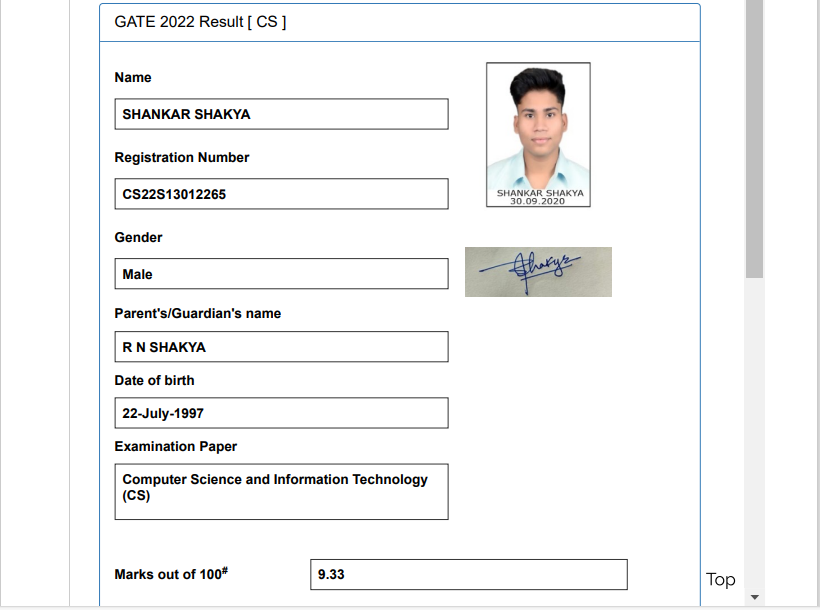 GATE 2022 Result [ CS ]
Name
SHANKAR SHAKYA
Registration Number
CS22S13012265
SHANKAR SHAKYA
30.09.2020
Gender
Male
Shakya
Parent's/Guardian's name
R N SHAKYA
Date of birth
22-July-1997
Examination Paper
Computer Science and Information Technology
(CS)
Marks out of 100#
9.33
Top